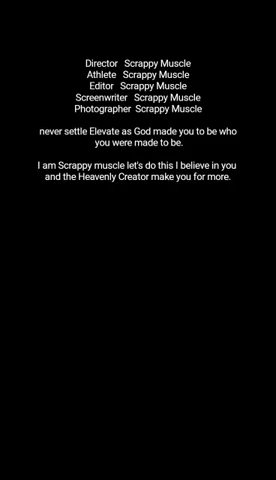 Director Scrappy Muscle
Athlete Scrappy Muscle
Editor Scrappy Muscle
Screenwriter Scrappy Muscle
Photographer Scrappy Muscle
never settle Elevate as God made you to be who
you were made to be.
I am Scrappy muscle let's do this I believe in you
and the Heavenly Creator make you for more.